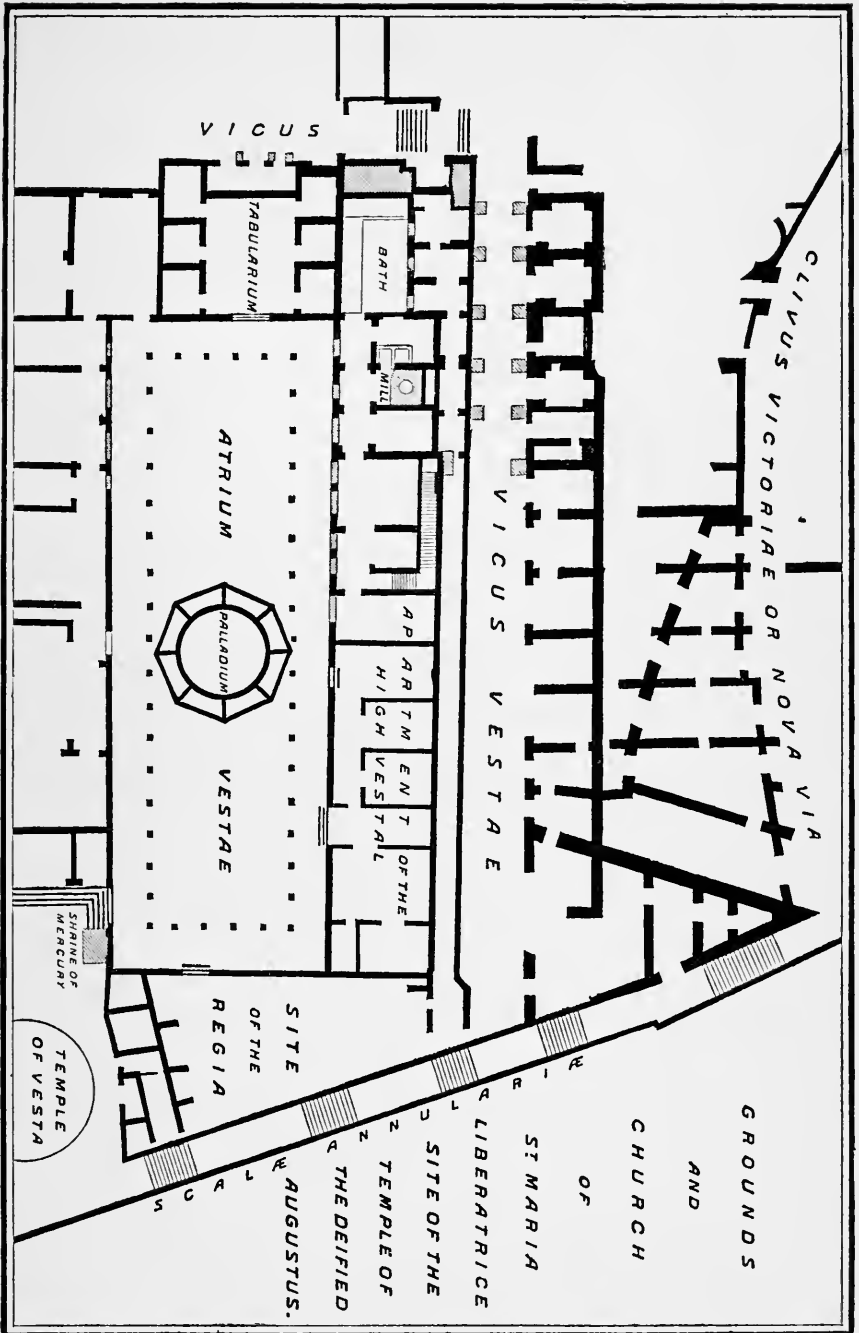 VICUS
TABULARIUM
BATH
MILL
ATRIUM
PALLADIUM
VESTAE
APARTMENT OF THE
HIGH VESTAL
VICUS VESTAE
CLIVUS VICTORIAE OR NOVA VIA
SHRINE OF
MERCURY
TEMPLE
OF VESTA
SITE
OF THE
REGIA
SCALÆ ANNULARIÆ
GROUNDS
AND
CHURCH
OF
ST. MARIA
LIBERATRICE
SITE OF THE
TEMPLE OF
THE DEIFIED
AUGUSTUS.